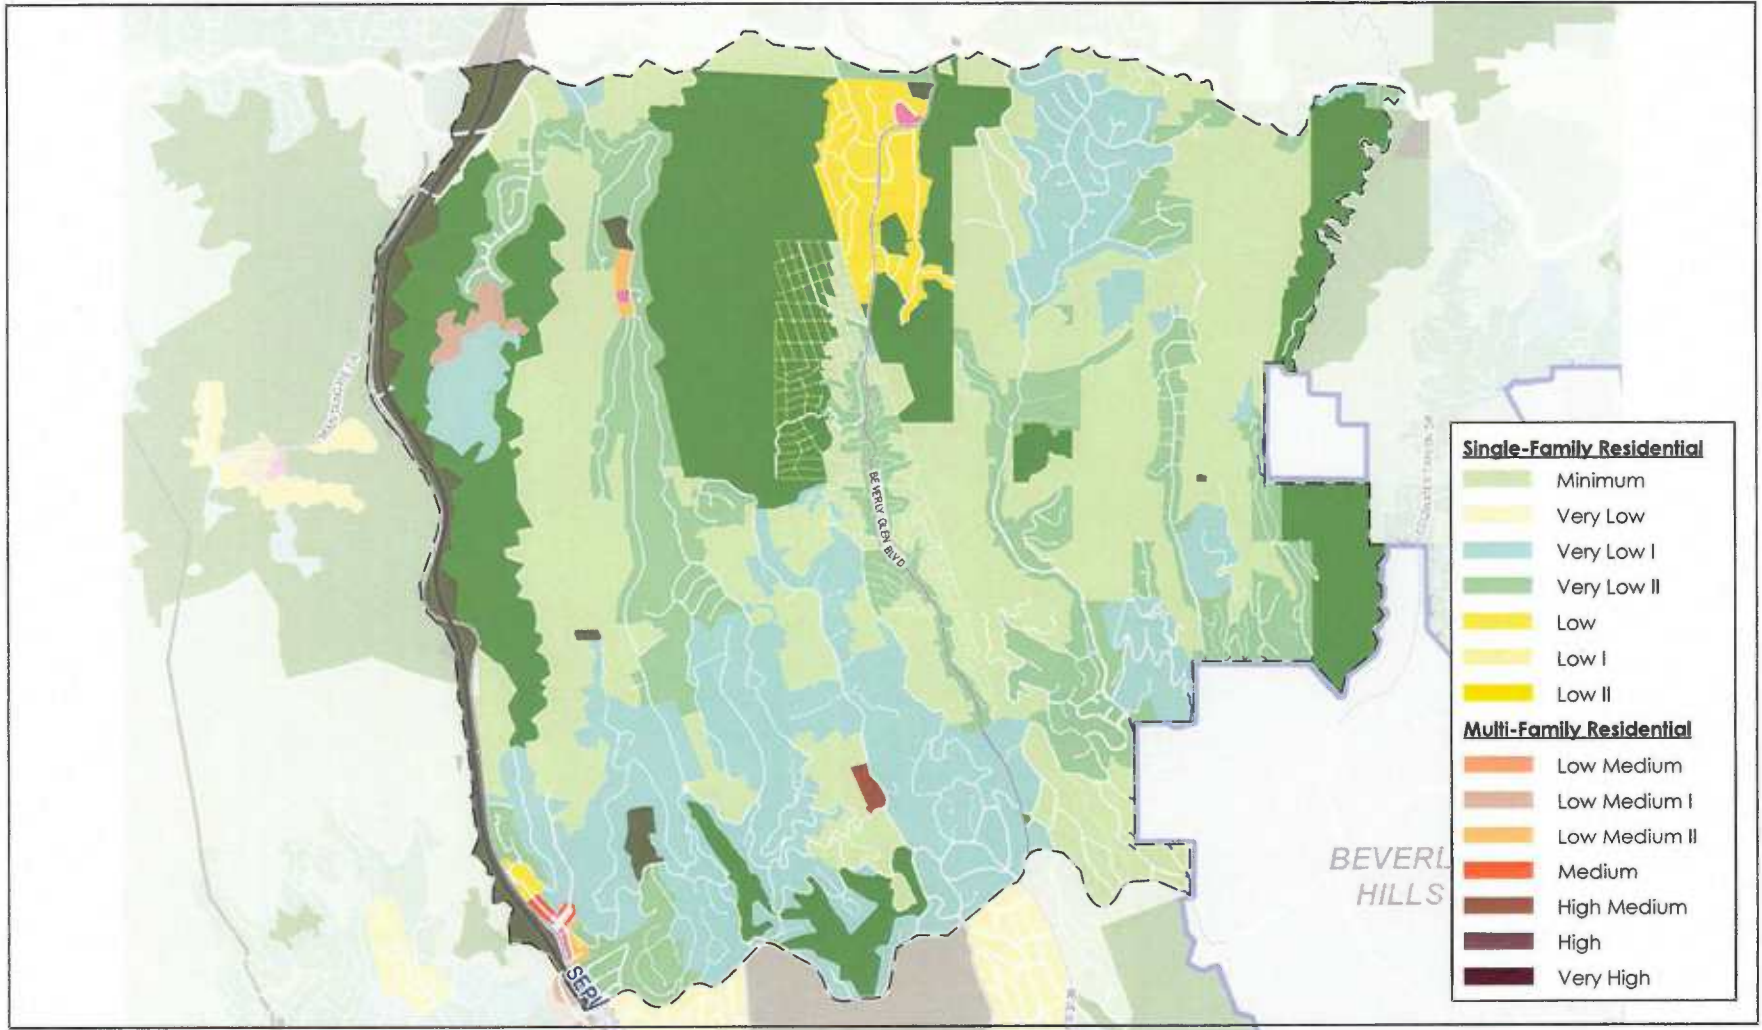 BEVERLY GLEN BLVD
Single-Family Residential
Minimum
Very Low
Very Low I
Very Low II
Low
Low I
Low II
Multi-Family Residential
Low Medium
Low Medium I
Low Medium II
Medium
High Medium
High
Very High
BEVERL
HILLS
SEPU